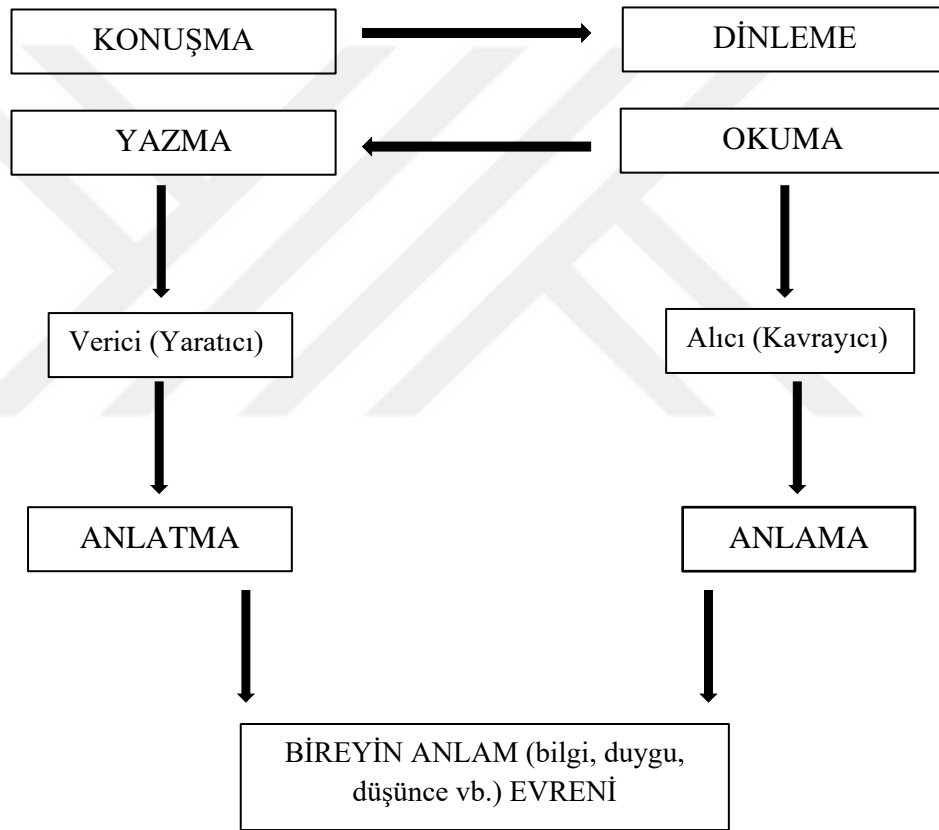 KONUŞMA
DİNLEME
YAZMA
OKUMA
Verici (Yaratıcı)
Alıcı (Kavrayıcı)
ANLATMA
ANLAMA
BİREYİN ANLAM (bilgi, duygu,
düşünce vb.) EVRENİ